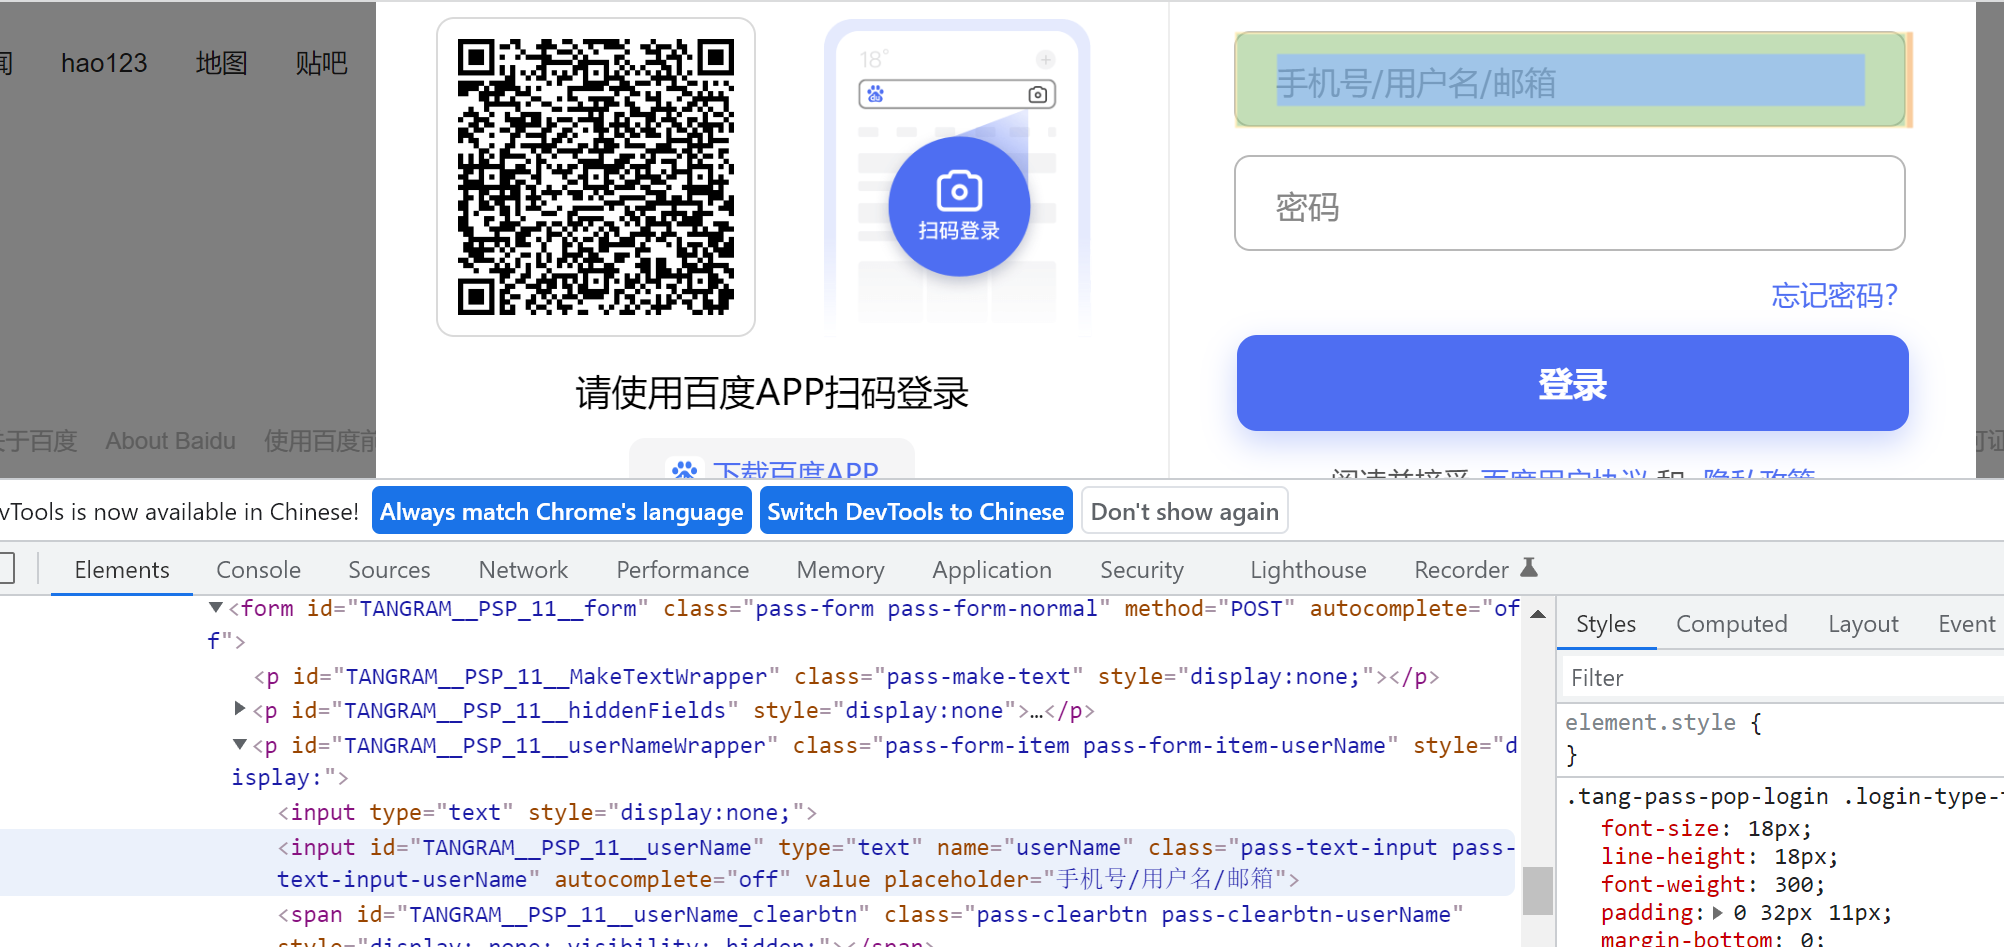 hao123 地图 贴吧
18°
手机号/用户名/邮箱
密码
扫码登录
忘记密码?
登录
请使用百度APP扫码登录
于百度 About Baidu 使用百度前
下载百度APP
阅读并接受 百度用户协议 和 隐私政策
vTools is now available in Chinese! Always match Chrome's language Switch DevTools to Chinese Don't show again
Elements Console Sources Network Performance Memory Application Security Lighthouse Recorder
<form id="TANGRAM__PSP_11__form" class="pass-form pass-form-normal" method="POST" autocomplete="of
f">
<p id="TANGRAM__PSP_11__MakeTextWrapper" class="pass-make-text" style="display:none;"></p>
<p id="TANGRAM__PSP_11__hiddenFields" style="display:none">…</p>
<p id="TANGRAM__PSP_11__userNameWrapper" class="pass-form-item pass-form-item-userName" style="d
isplay:">
<input type="text" style="display:none;">
<input id="TANGRAM__PSP_11__userName" type="text" name="userName" class="pass-text-input pass-
text-input-userName" autocomplete="off" value placeholder="手机号/用户名/邮箱">
<span id="TANGRAM__PSP_11__userName_clearbtn" class="pass-clearbtn pass-clearbtn-userName"
style="display: none; visibility: hidden;"></span>
Styles Computed Layout Event
Filter
element.style {
}
.tang-pass-pop-login .login-type-
font-size: 18px;
line-height: 18px;
font-weight: 300;
padding: 0 32px 11px;
margin-bottom: 0;